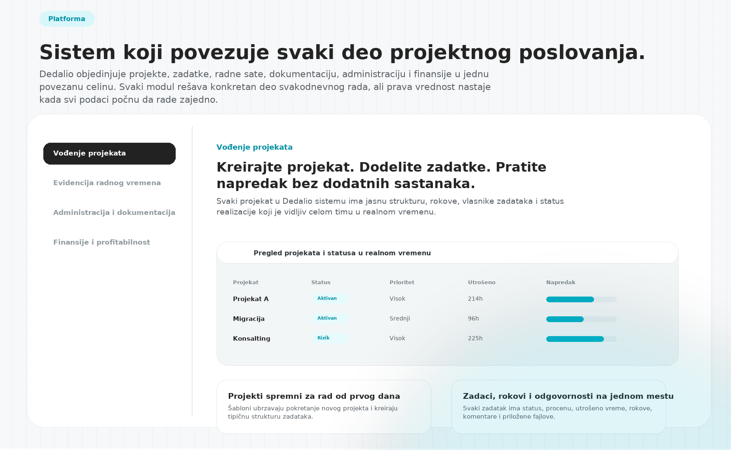 Platforma
Sistem koji povezuje svaki deo projektnog poslovanja.
Dedalio objedinjuje projekte, zadatke, radne sate, dokumentaciju, administraciju i finansije u jednu
povezanu celinu. Svaki modul rešava konkretan deo svakodnevnog rada, ali prava vrednost nastaje
kada svi podaci počnu da rade zajedno.
Vođenje projekata
Evidencija radnog vremena
Administracija i dokumentacija
Finansije i profitabilnost
Vođenje projekata
Kreirajte projekat. Dodelite zadatke. Pratite
napredak bez dodatnih sastanaka.
Svaki projekat u Dedalio sistemu ima jasnu strukturu, rokove, vlasnike zadataka i status
realizacije koji je vidljiv celom timu u realnom vremenu.
Pregled projekata i statusa u realnom vremenu
Projekat Status Prioritet Utrošeno Napredak
Projekat A Aktivan Visok 214h
Migracija Aktivan Srednji 96h
Konsalting Rizik Visok 225h
Projekti spremni za rad od prvog dana
Šabloni ubrzavaju pokretanje novog projekta i kreiraju
tipičnu strukturu zadataka.
Zadaci, rokovi i odgovornosti na jednom mestu
Svaki zadatak ima status, procenu, utrošeno vreme, rokove,
komentare i priložene fajlove.